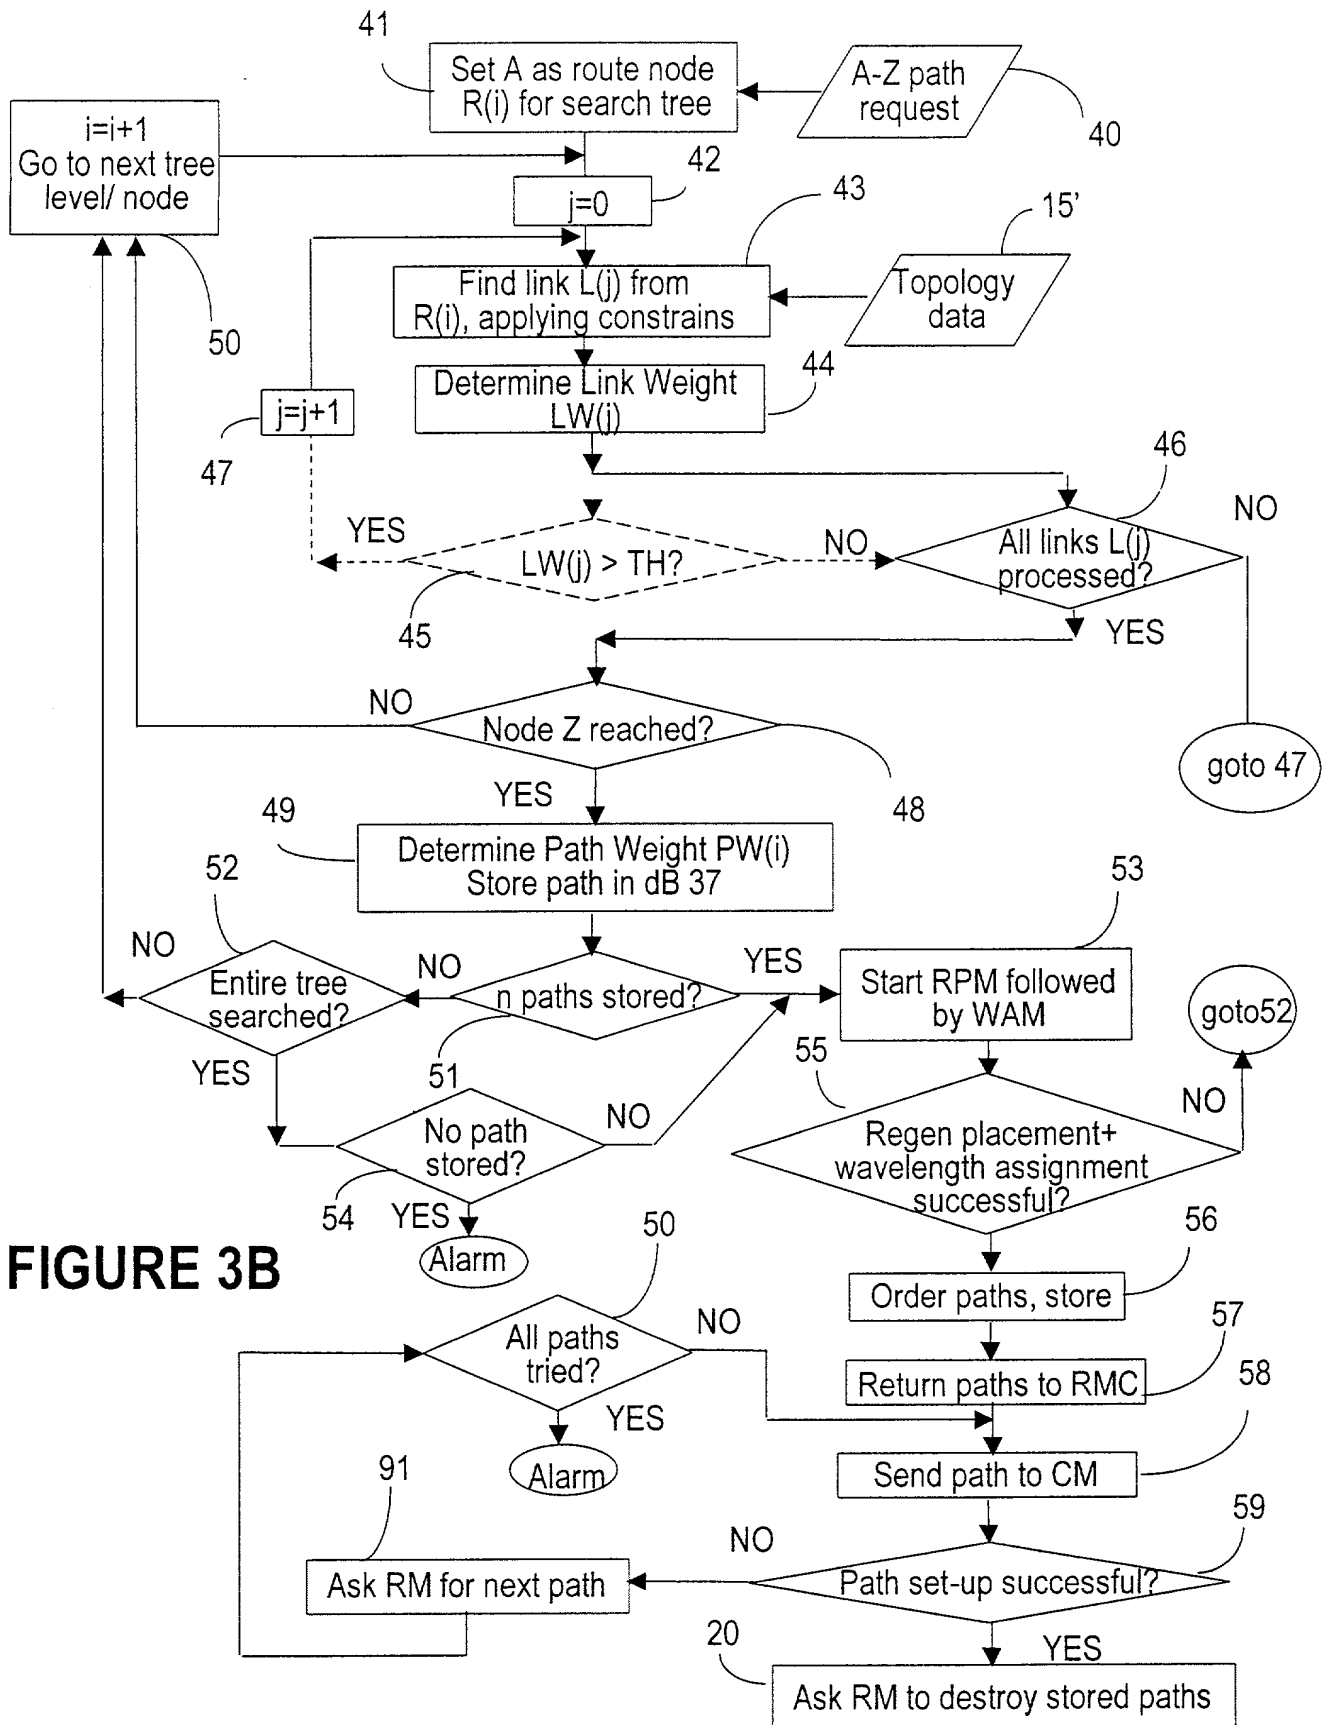 41
Set A as route node
R(i) for search tree
A-Z path
request
40
i=i+1
Go to next tree
level/ node
50
42
j=0
43
15'
Find link L(j) from
R(i), applying constrains
Topology
data
44
Determine Link Weight
LW(j)
j=j+1
47
46
YES
LW(j) > TH?
NO
All links L(j)
processed?
NO
45
YES
NO
Node Z reached?
48
goto 47
YES
49
Determine Path Weight PW(i)
Store path in dB 37
52
53
NO
Entire tree
searched?
NO
n paths stored?
YES
Start RPM followed
by WAM
goto52
YES
51
55
No path
stored?
NO
NO
Regen placement+
wavelength assignment
successful?
54
YES
Alarm
50
56
FIGURE 3B
All paths
tried?
NO
Order paths, store
57
YES
Return paths to RMC
58
Alarm
Send path to CM
91
59
NO
Ask RM for next path
Path set-up successful?
20
YES
Ask RM to destroy stored paths